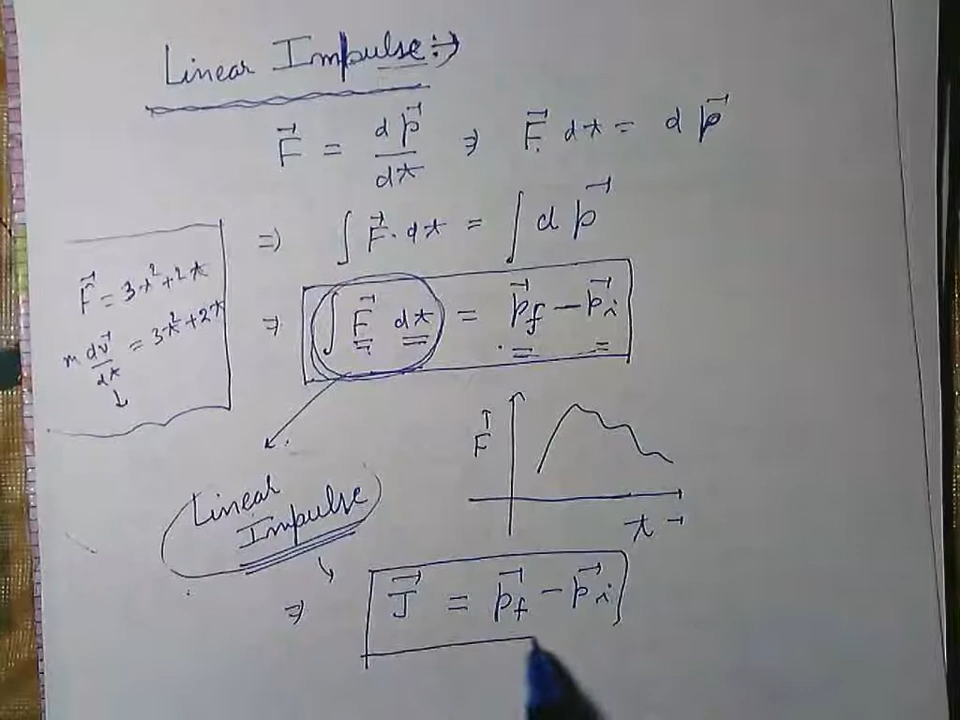 Linear Impulse :→
F⃗ = dp⃗/dt ⇒ F⃗. dt = dp⃗
⇒ ∫ F⃗. dt = ∫ dp⃗
F⃗ = 3t² + 2t
m dv⃗/dt = 3t² + 2t
↓
⇒ ∫ F⃗ dt = p⃗f − p⃗i
F⃗
t →
Linear
Impulse
⇒ J⃗ = p⃗f − p⃗i